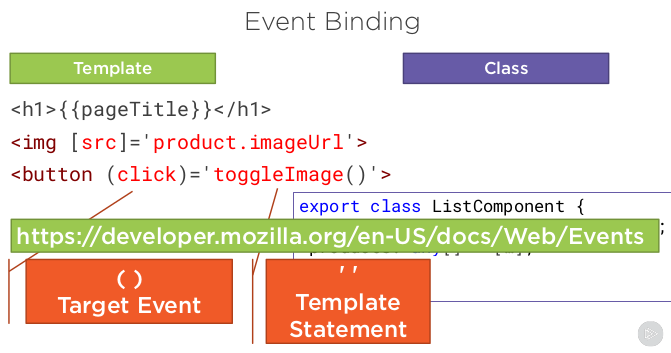 Event Binding
Template
Class
<h1>{{pageTitle}}</h1>
<img [src]='product.imageUrl'>
<button (click)='toggleImage()'>
export class ListComponent {
https://developer.mozilla.org/en-US/docs/Web/Events
;
( )
Target Event
' '
Template
Statement